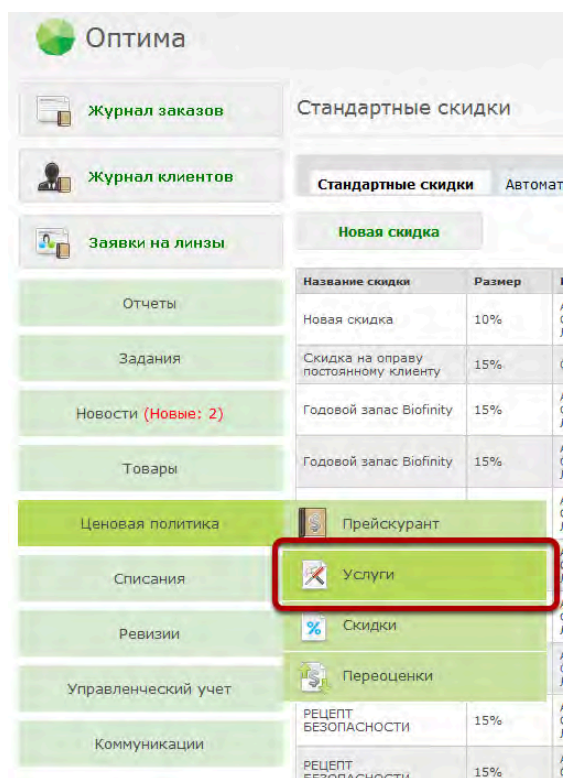 Оптима
Журнал заказов
Журнал клиентов
Заявки на линзы
Отчеты
Задания
Новости (Новые: 2)
Товары
Ценовая политика
Списания
Ревизии
Управленческий учет
Коммуникации
Прейскурант
Услуги
Скидки
Переоценки
Стандартные скидки
Стандартные скидки
Новая скидка
Название скидки Размер
Новая скидка 10%
Скидка на оправу
постоянному клиенту 15%
Годовой запас Biofinity 15%
Годовой запас Biofinity 15%
РЕЦЕПТ
БЕЗОПАСНОСТИ 15%
РЕЦЕПТ
БЕЗОПАСНОСТИ 15%